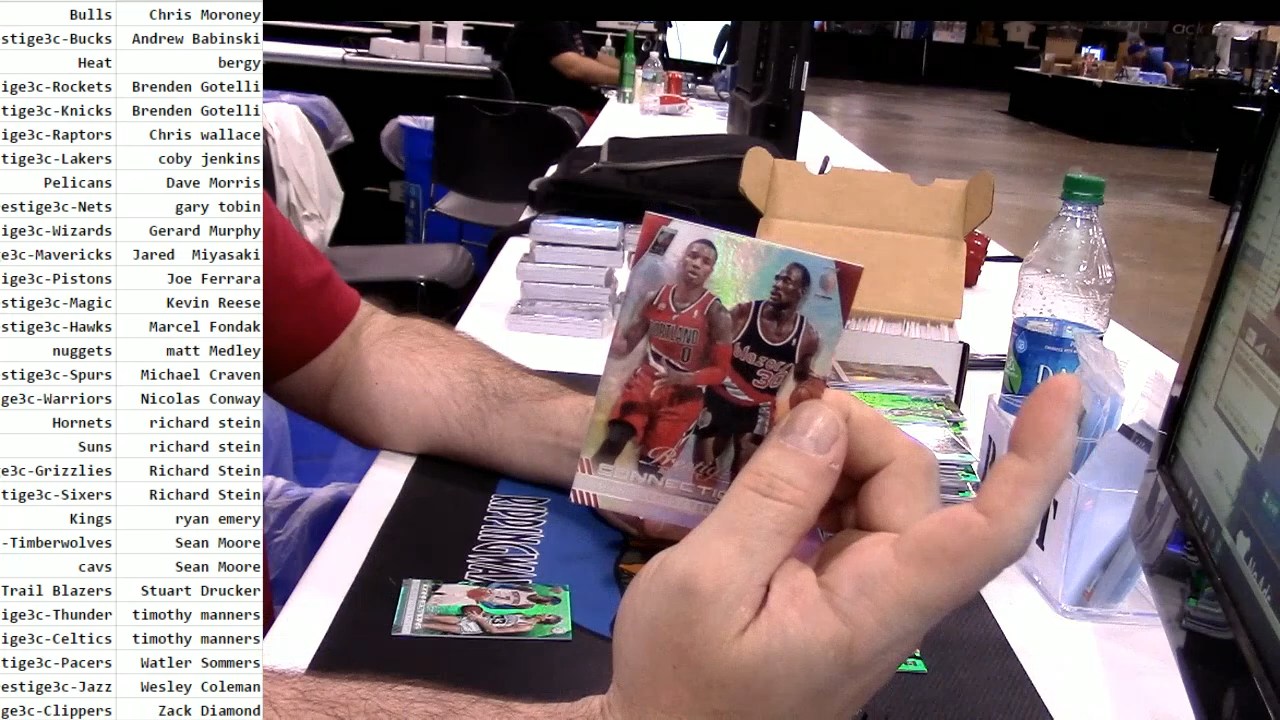 Bulls Chris Moroney
stige3c-Bucks Andrew Babinski
Heat bergy
ige3c-Rockets Brenden Gotelli
tige3c-Knicks Brenden Gotelli
ige3c-Raptors Chris wallace
tige3c-Lakers coby jenkins
Pelicans Dave Morris
estige3c-Nets gary tobin
ige3c-Wizards Gerard Murphy
e3c-Mavericks Jared Miyasaki
ige3c-Pistons Joe Ferrara
stige3c-Magic Kevin Reese
stige3c-Hawks Marcel Fondak
nuggets matt Medley
stige3c-Spurs Michael Craven
ge3c-Warriors Nicolas Conway
Hornets richard stein
Suns richard stein
e3c-Grizzlies Richard Stein
tige3c-Sixers Richard Stein
Kings ryan emery
-Timberwolves Sean Moore
cavs Sean Moore
Trail Blazers Stuart Drucker
ige3c-Thunder timothy manners
ige3c-Celtics timothy manners
tige3c-Pacers Watler Sommers
estige3c-Jazz Wesley Coleman
ge3c-Clippers Zack Diamond
PORTLAND
0
blazers
30
CONNECTIO